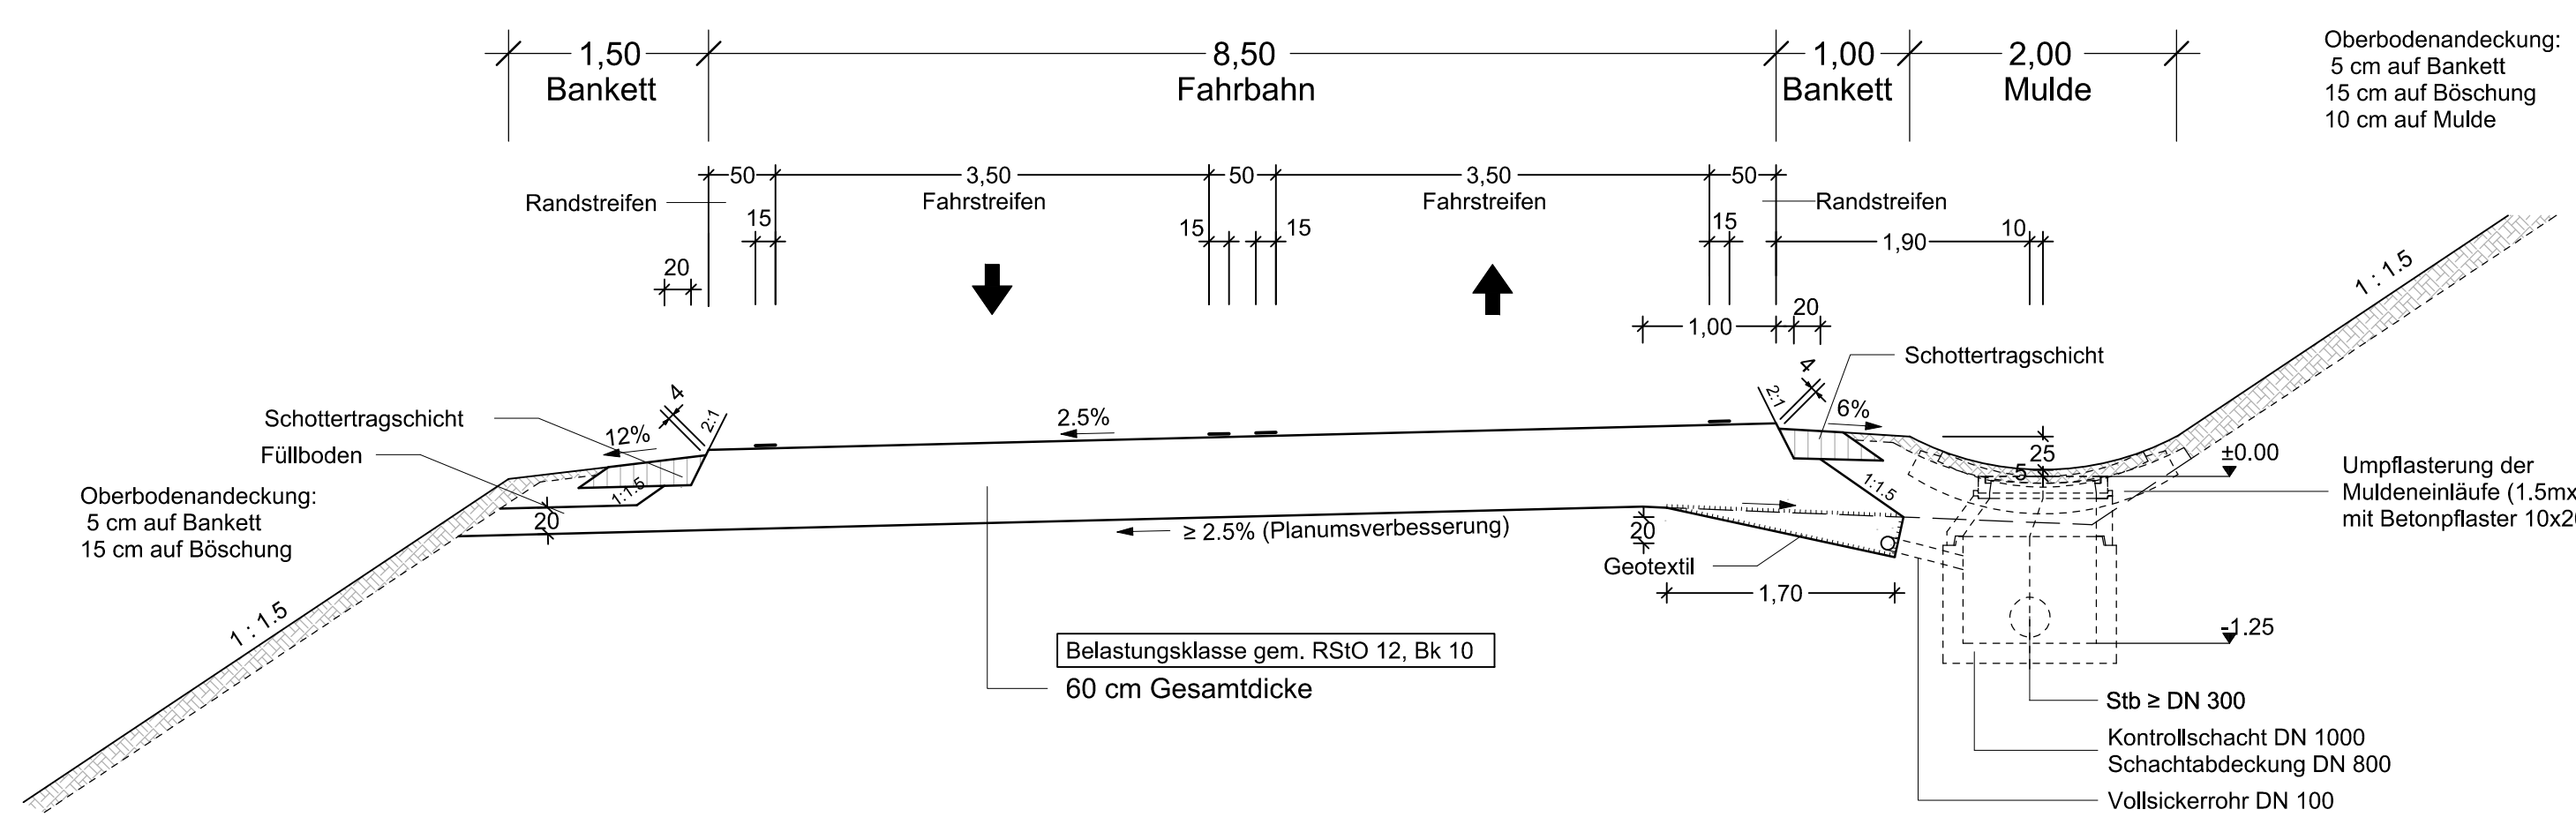 1,50
8,50
1,00
2,00
Bankett
Fahrbahn
Bankett
Mulde
Oberbodenandeckung:
5 cm auf Bankett
15 cm auf Böschung
10 cm auf Mulde
50
3,50
50
3,50
50
Randstreifen
Fahrstreifen
Fahrstreifen
Randstreifen
15
15
15
15
1,90
10
20
1,00
20
1 : 1.5
Schottertragschicht
4
2:1
2:1
4
6%
2.5%
12%
Schottertragschicht
Füllboden
1:1.5
20
Oberbodenandeckung:
5 cm auf Bankett
15 cm auf Böschung
25
5
±0.00
1:1.5
Umpflasterung der
Muldeneinläufe (1.5mx
mit Betonpflaster 10x2
≥ 2.5% (Planumsverbesserung)
20
Geotextil
1,70
1 : 1.5
-1.25
Belastungsklasse gem. RStO 12, Bk 10
60 cm Gesamtdicke
Stb ≥ DN 300
Kontrollschacht DN 1000
Schachtabdeckung DN 800
Vollsickerrohr DN 100